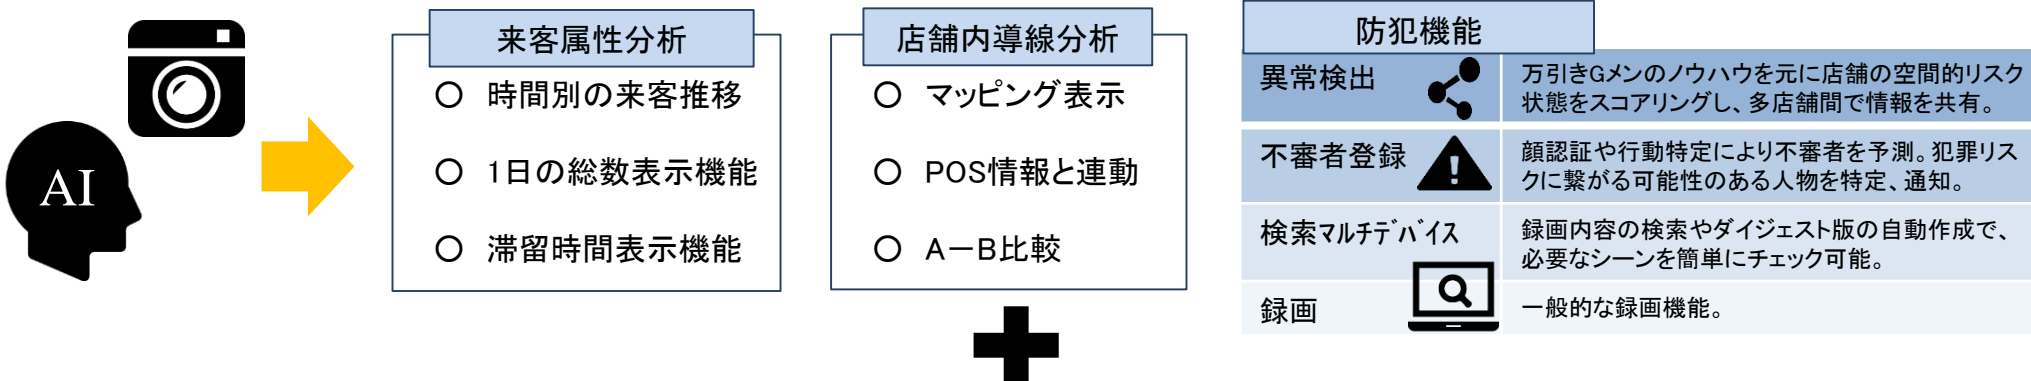 AI
来客属性分析
○ 時間別の来客推移
○ 1日の総数表示機能
○ 滞留時間表示機能
店舗内導線分析
○ マッピング表示
○ POS情報と連動
○ A－B比較
防犯機能
異常検出
万引きGメンのノウハウを元に店舗の空間的リスク
状態をスコアリングし、多店舗間で情報を共有。
不審者登録
顔認証や行動特定により不審者を予測。犯罪リス
クに繋がる可能性のある人物を特定、通知。
検索ﾏﾙﾁﾃﾞﾊﾞｲｽ
録画内容の検索やダイジェスト版の自動作成で、
必要なシーンを簡単にチェック可能。
録画
一般的な録画機能。